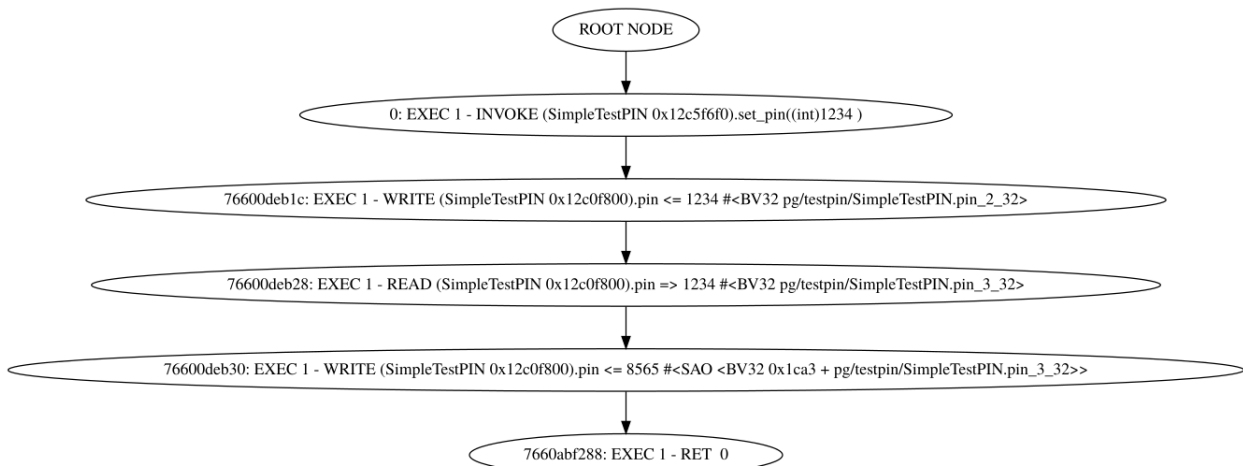 ROOT NODE
0: EXEC 1 - INVOKE (SimpleTestPIN 0x12c5f6f0).set_pin((int)1234 )
76600deb1c: EXEC 1 - WRITE (SimpleTestPIN 0x12c0f800).pin <= 1234 #<BV32 pg/testpin/SimpleTestPIN.pin_2_32>
76600deb28: EXEC 1 - READ (SimpleTestPIN 0x12c0f800).pin => 1234 #<BV32 pg/testpin/SimpleTestPIN.pin_3_32>
76600deb30: EXEC 1 - WRITE (SimpleTestPIN 0x12c0f800).pin <= 8565 #<SAO <BV32 0x1ca3 + pg/testpin/SimpleTestPIN.pin_3_32>>
7660abf288: EXEC 1 - RET  0